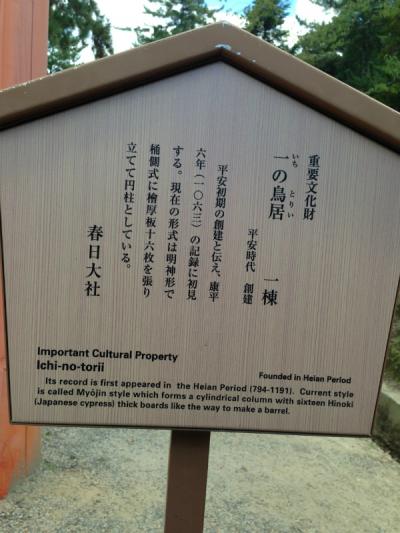 重要文化財
一の鳥居 一棟
いち とりい
平安時代 創建
平安初期の創建と伝え、康平
六年（一〇六三）の記録に初見
する。現在の形式は明神形で
桶側式に檜厚板十六枚を張り
立てて円柱としている。
春日大社
Important Cultural Property
Ichi-no-torii
Founded in Heian Period
Its record is first appeared in the Heian Period (794-1191). Current style
is called Myōjin style which forms a cylindrical column with sixteen Hinoki
(Japanese cypress) thick boards like the way to make a barrel.